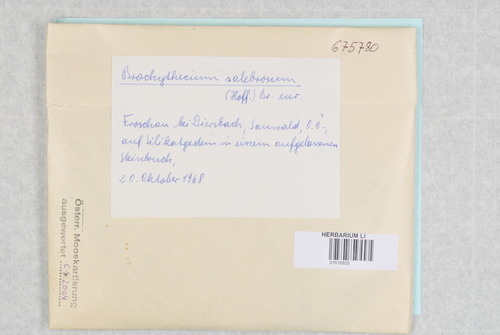 675780
Brachythecium salebrosum
(Hoff.) Br. eur.
Froschau bei Diersbach, Sauwald, O.Ö.,
auf Silikatgestein in einem aufgelassenen
Steinbruch,
20. Oktober 1968
Österr. Mooskartierung
ausgewertet
HERBARIUM LI